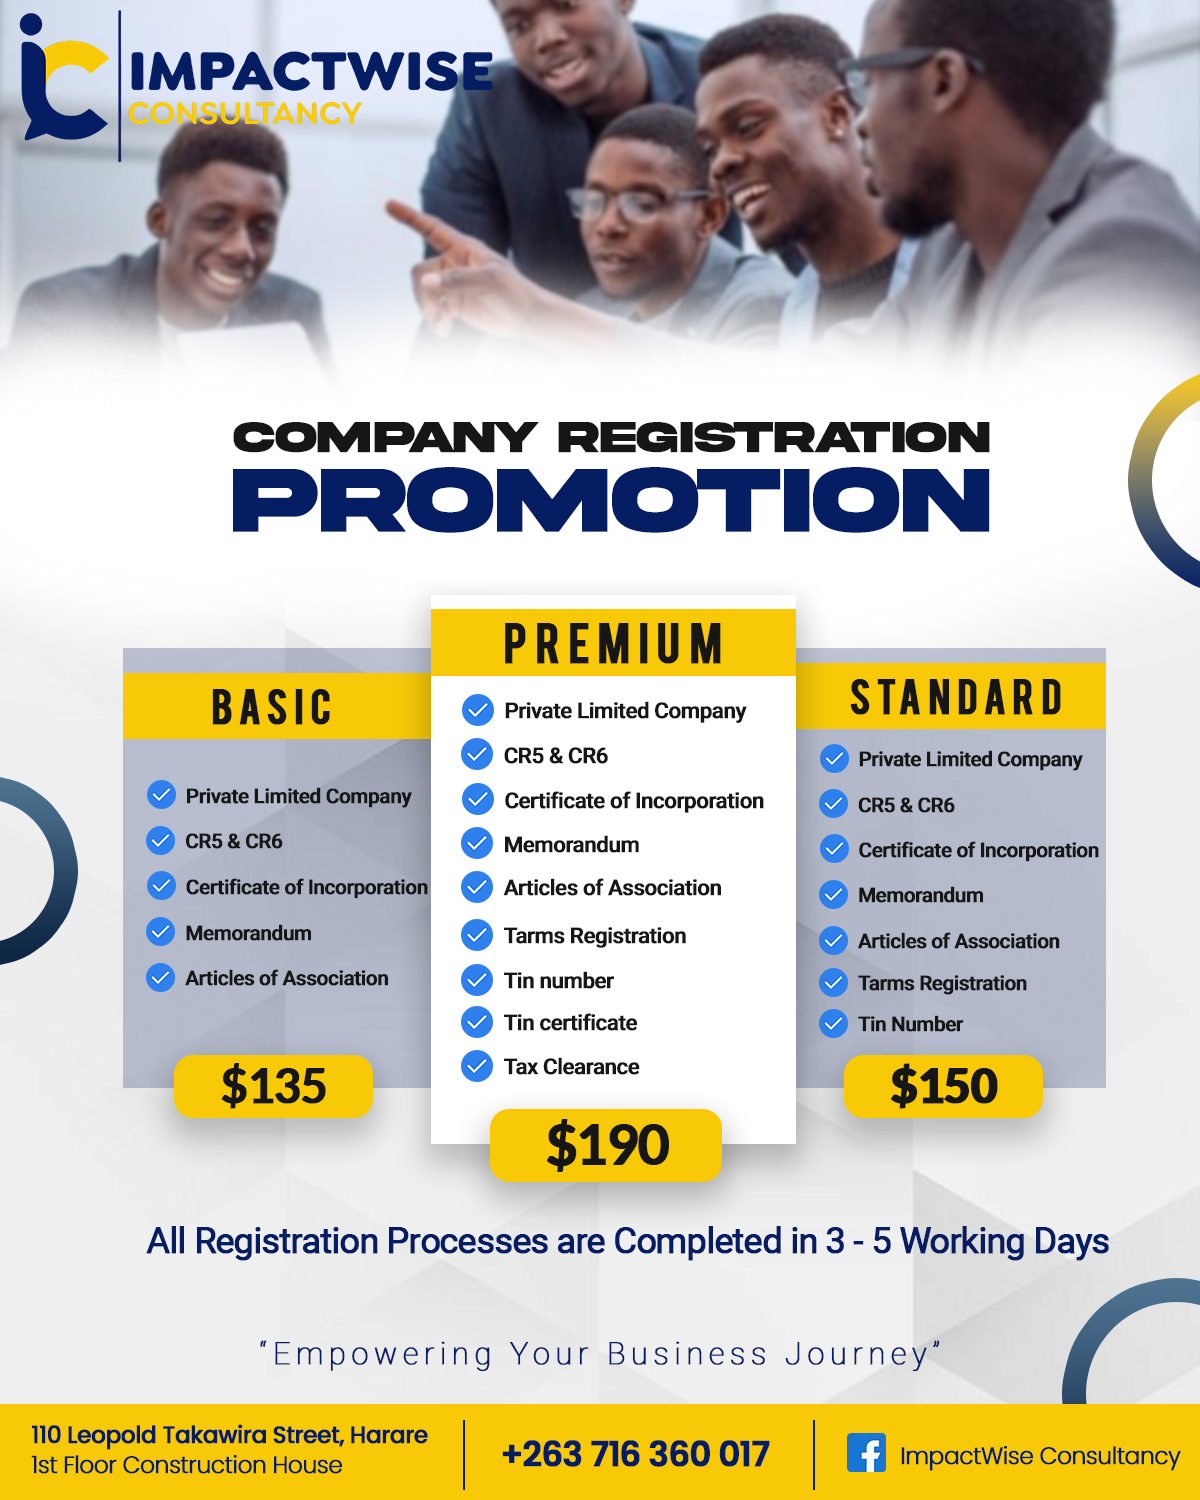 IMPACTWISE
CONSULTANCY
COMPANY REGISTRATION
PROMOTION
BASIC
Private Limited Company
CR5 & CR6
Certificate of Incorporation
Memorandum
Articles of Association
$135
PREMIUM
Private Limited Company
CR5 & CR6
Certificate of Incorporation
Memorandum
Articles of Association
Tarms Registration
Tin number
Tin certificate
Tax Clearance
$190
STANDARD
Private Limited Company
CR5 & CR6
Certificate of Incorporation
Memorandum
Articles of Association
Tarms Registration
Tin Number
$150
All Registration Processes are Completed in 3 - 5 Working Days
“Empowering Your Business Journey”
110 Leopold Takawira Street, Harare
1st Floor Construction House
+263 716 360 017
ImpactWise Consultancy